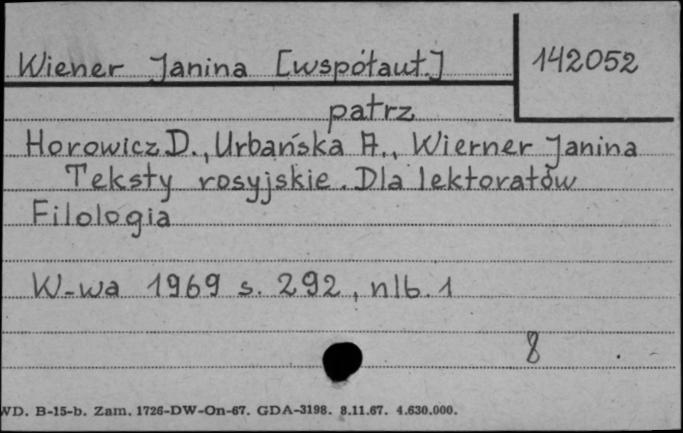 Wiener Janina [współaut.] 142052
patrz
Horowicz D., Urbańska A., Wierner Janina
Teksty rosyjskie. Dla lektoratów
Filologia
W-wa 1969 s. 292, nlb. 1
8
WD. B-15-b. Zam. 1726-DW-On-67. GDA-3198. 8.11.67. 4.630.000.